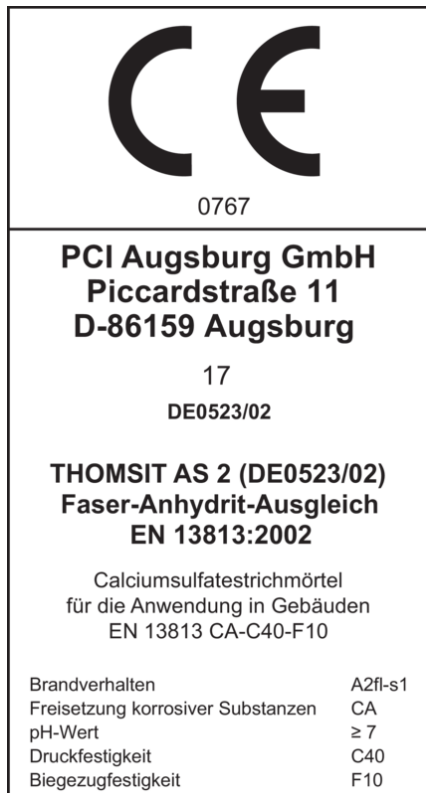 CE
0767
PCI Augsburg GmbH
Piccardstraße 11
D-86159 Augsburg
17
DE0523/02
THOMSIT AS 2 (DE0523/02)
Faser-Anhydrit-Ausgleich
EN 13813:2002
Calciumsulfatestrichmörtel
für die Anwendung in Gebäuden
EN 13813 CA-C40-F10
Brandverhalten A2fl-s1
Freisetzung korrosiver Substanzen CA
pH-Wert ≥ 7
Druckfestigkeit C40
Biegezugfestigkeit F10